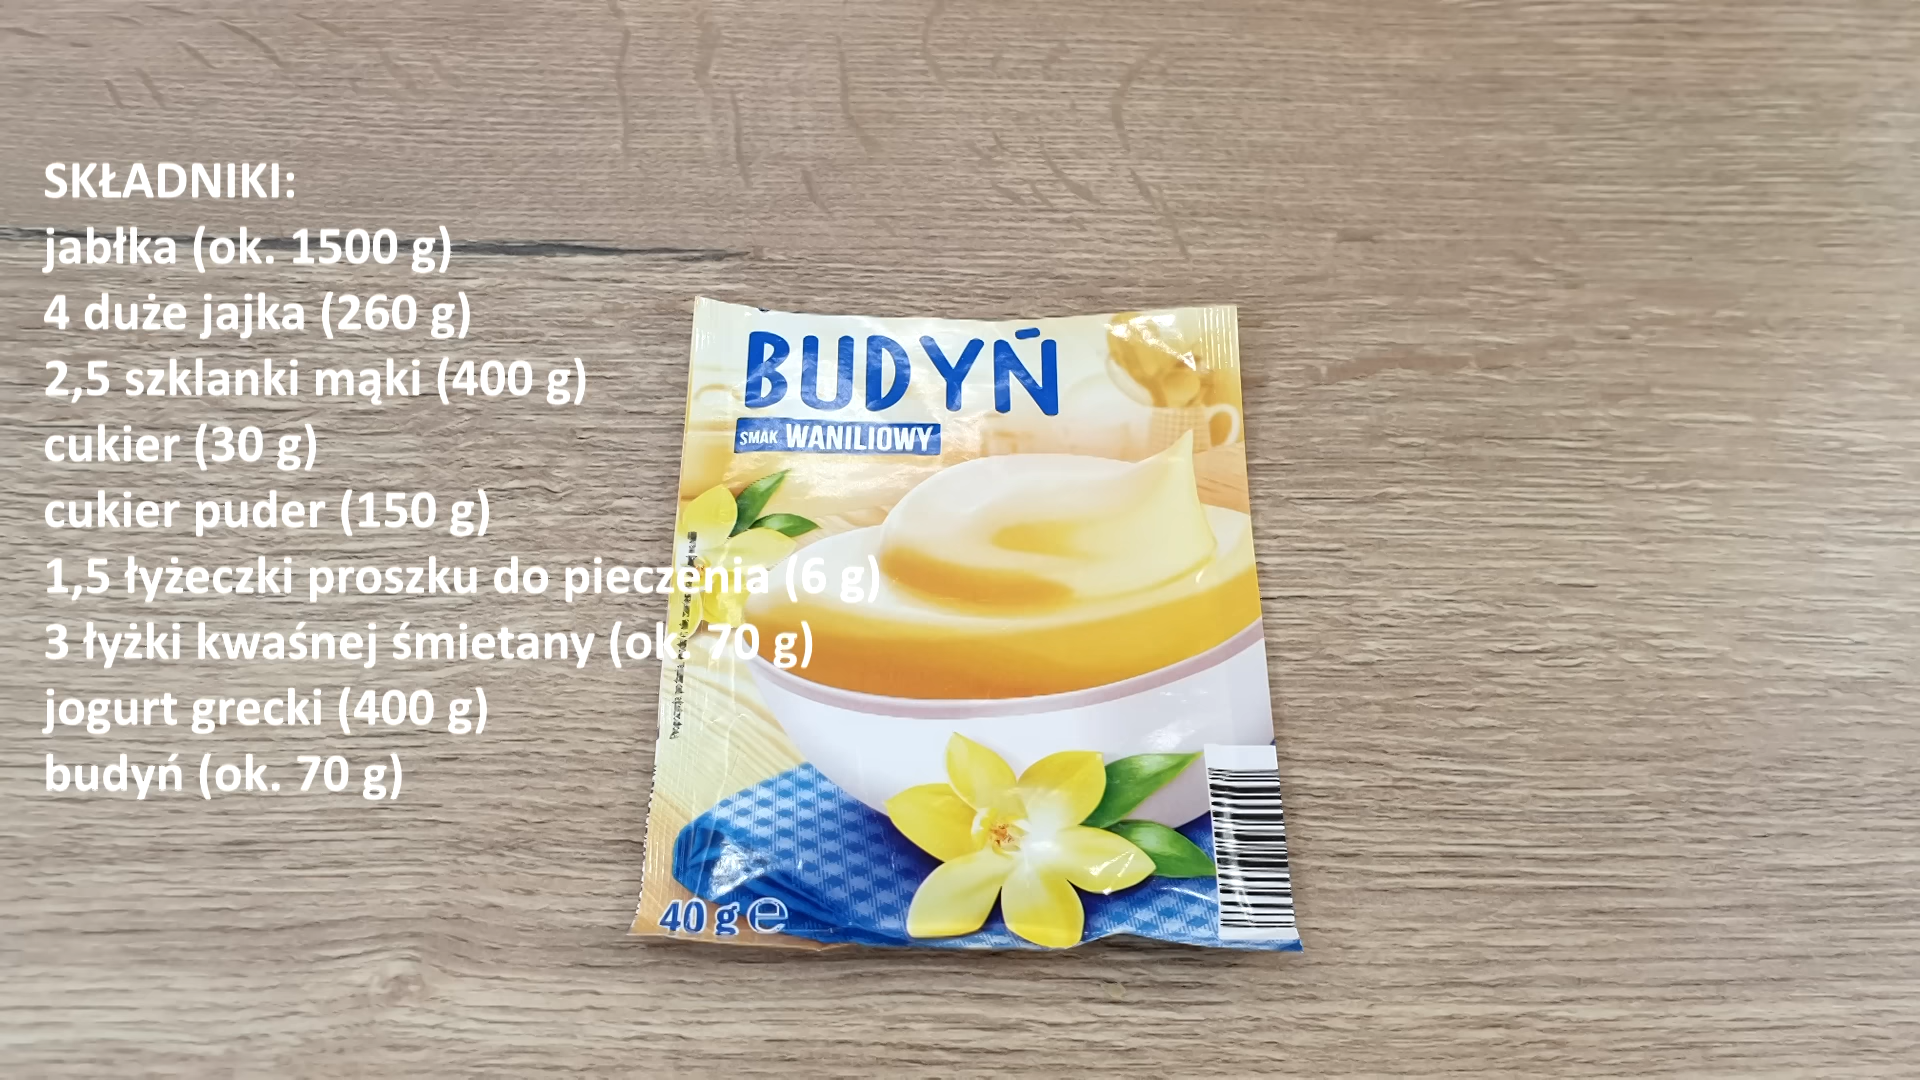 SKŁADNIKI:
jabłka (ok. 1500 g)
4 duże jajka (260 g)
2,5 szklanki mąki (400 g)
cukier (30 g)
cukier puder (150 g)
1,5 łyżeczki proszku do pieczenia (6 g)
3 łyżki kwaśnej śmietany (ok. 70 g)
jogurt grecki (400 g)
budyń (ok. 70 g)
BUDYŃ
SMAK WANILIOWY
40 g e